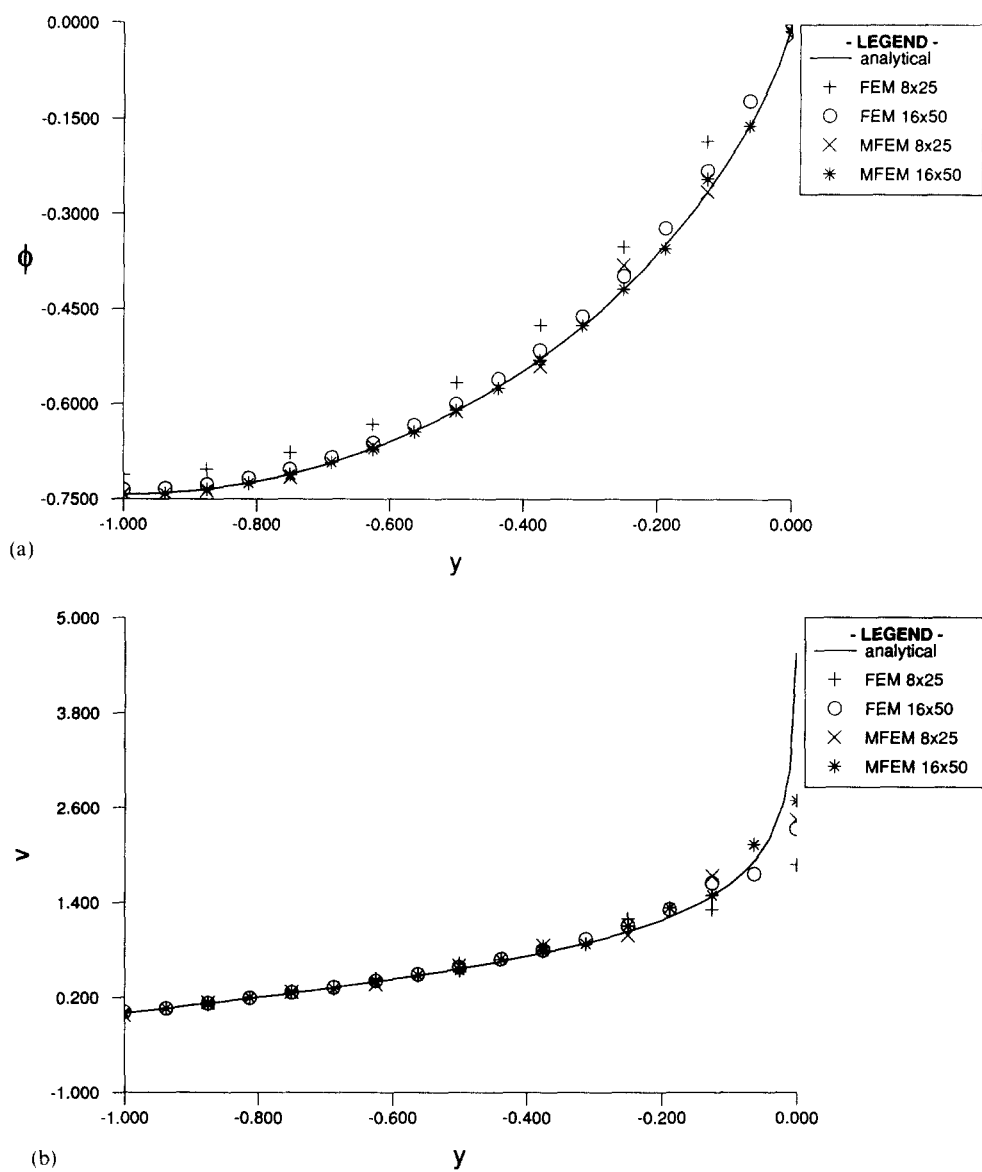 0.0000
-0.1500
-0.3000
ϕ
-0.4500
-0.6000
-0.7500
-1.000 -0.800 -0.600 -0.400 -0.200 0.000
(a)
y
- LEGEND -
analytical
FEM 8x25
FEM 16x50
MFEM 8x25
MFEM 16x50
5.000
3.800
2.600
v
1.400
0.200
-1.000
-1.000 -0.800 -0.600 -0.400 -0.200 0.000
(b)
y
- LEGEND -
analytical
FEM 8x25
FEM 16x50
MFEM 8x25
MFEM 16x50